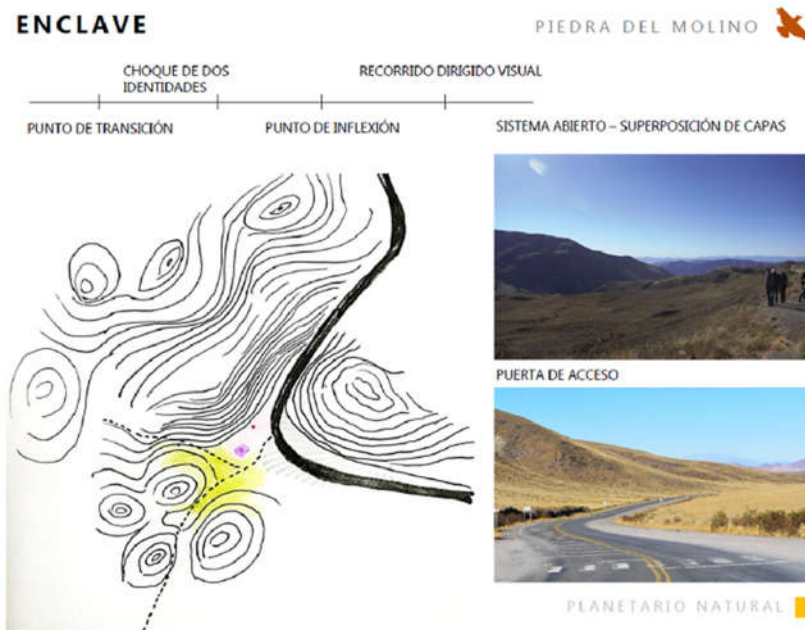 ENCLAVE
PIEDRA DEL MOLINO
CHOQUE DE DOS
IDENTIDADES
RECORRIDO DIRIGIDO VISUAL
PUNTO DE TRANSICIÓN
PUNTO DE INFLEXIÓN
SISTEMA ABIERTO – SUPERPOSICIÓN DE CAPAS
PUERTA DE ACCESO
PLANETARIO NATURAL